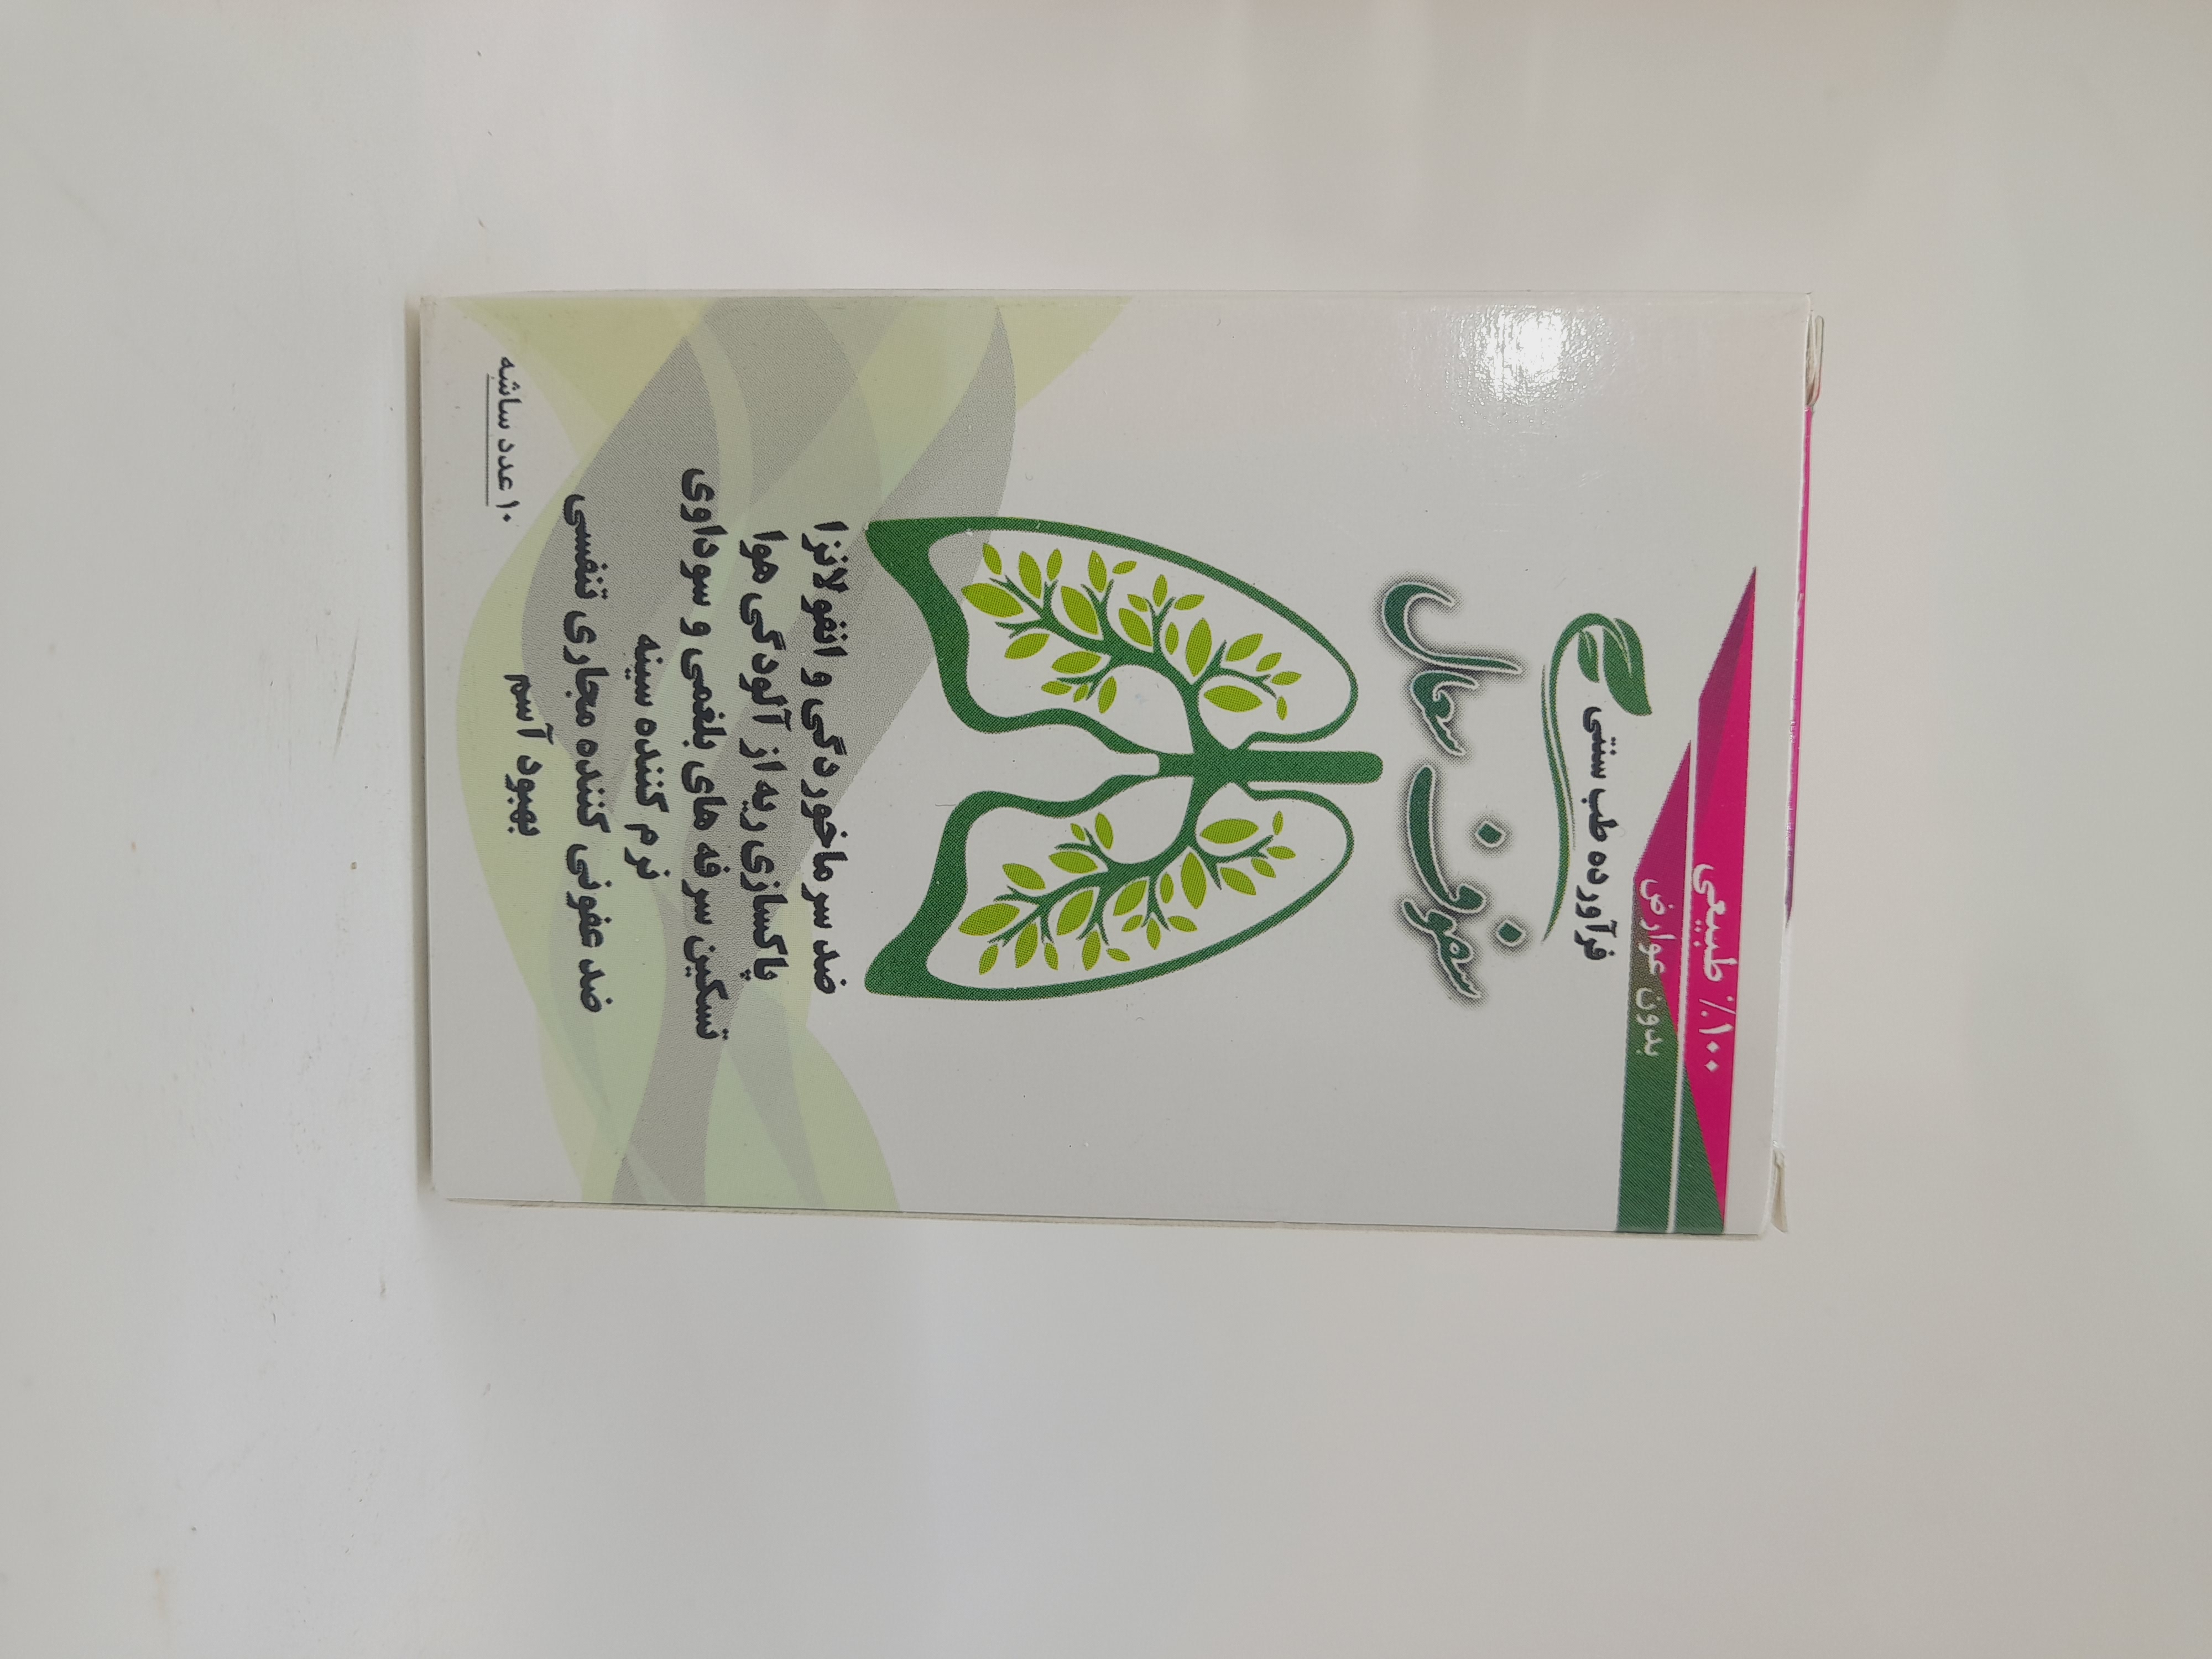 ۱۰۰٪ طبیعی
بدون عوارض
فرآورده طب سنتی
سفوف سعال
ضد سرماخوردگی و انفولانزا
پاکسازی ریه از آلودگی هوا
تسکین سرفه های بلغمی و سوداوی
نرم کننده سینه
ضد عفونی کننده مجاری تنفسی
بهبود آسم
۱۰ عدد ساشه